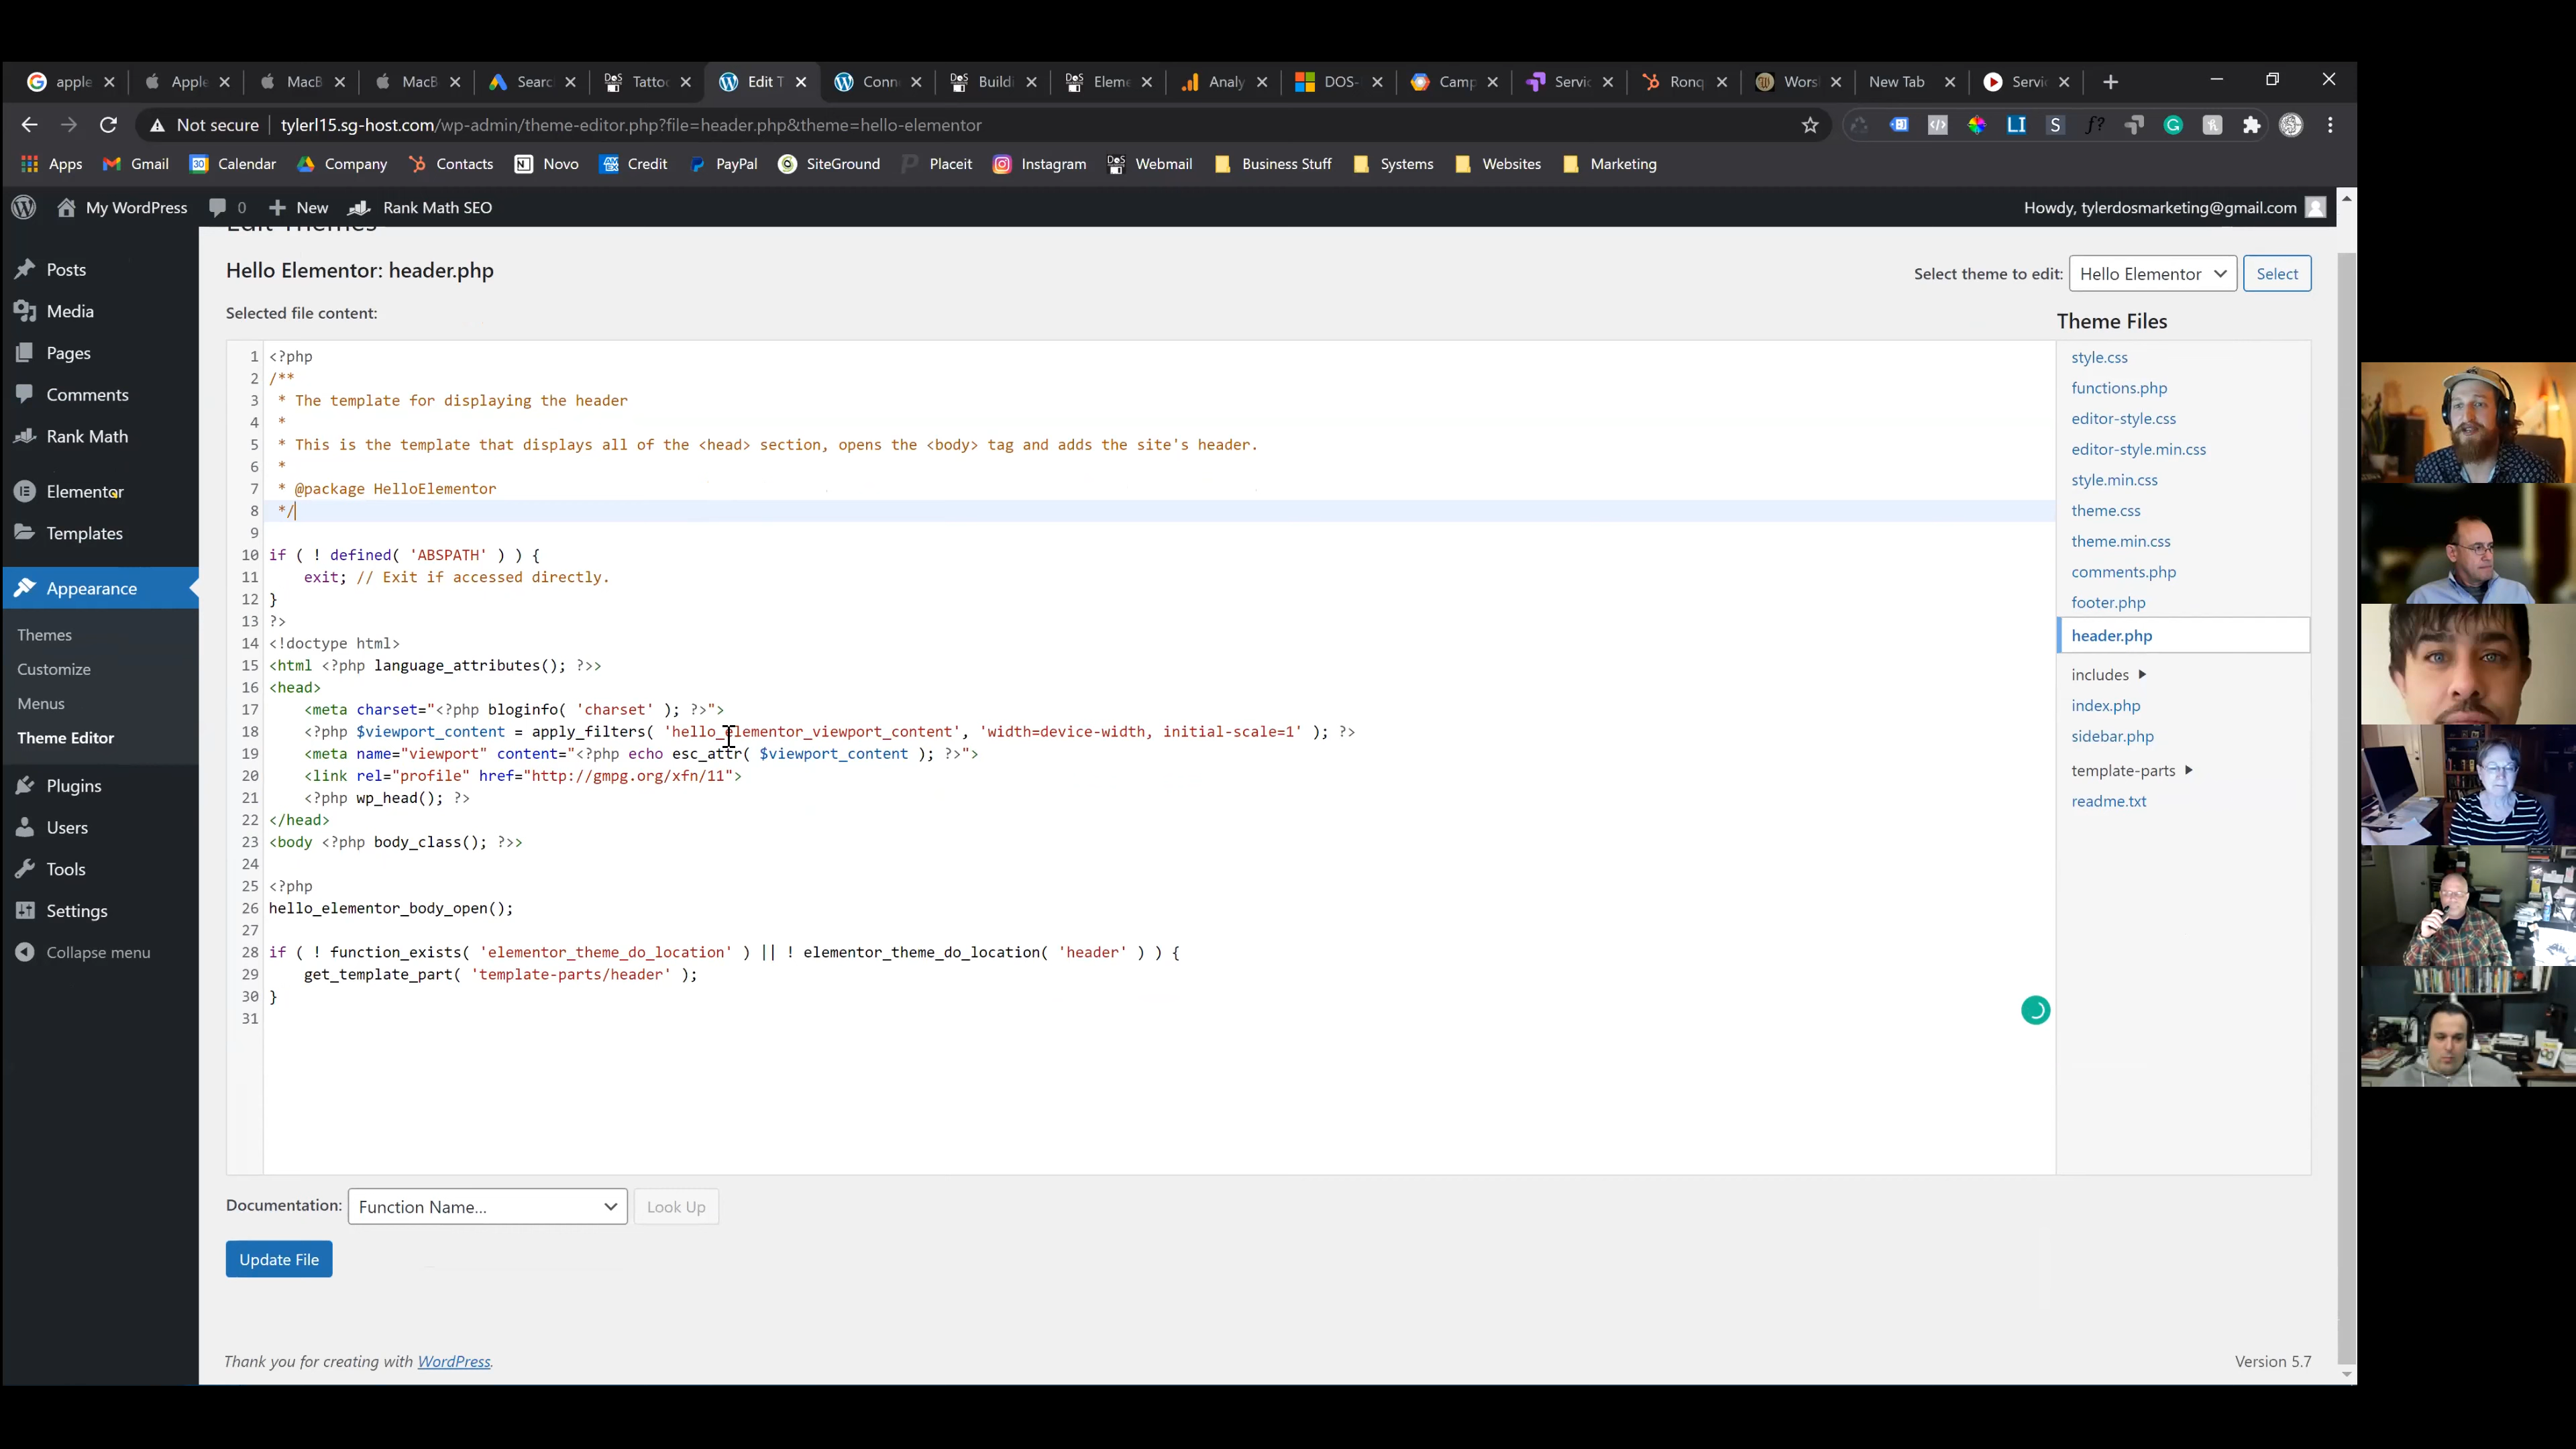 apple
Apple
MacB
MacB
Searc
DoS Tattoo
Edit T
Conn
DoS Buildi
DoS Eleme
Analy
DOS-
Camp
Servic
Ronq
Wors
New Tab
Servi
Not secure
tylerl15.sg-host.com/wp-admin/theme-editor.php?file=header.php&theme=hello-elementor
Apps
Gmail
Calendar
Company
Contacts
Novo
Credit
PayPal
SiteGround
Placeit
Instagram
Webmail
Business Stuff
Systems
Websites
Marketing
My WordPress
0
New
Rank Math SEO
Howdy, tylerdosmarketing@gmail.com
Posts
Media
Pages
Comments
Rank Math
Elementor
Templates
Appearance
Themes
Customize
Menus
Theme Editor
Plugins
Users
Tools
Settings
Collapse menu
Edit Themes
Hello Elementor: header.php
Select theme to edit: Hello Elementor Select
Selected file content:
1 <?php
2 /**
3 * The template for displaying the header
4 *
5 * This is the template that displays all of the <head> section, opens the <body> tag and adds the site's header.
6 *
7 * @package HelloElementor
8 */
9
10 if ( ! defined( 'ABSPATH' ) ) {
11 exit; // Exit if accessed directly.
12 }
13 ?>
14 <!doctype html>
15 <html <?php language_attributes(); ?>>
16 <head>
17 <meta charset="<?php bloginfo( 'charset' ); ?>">
18 <?php $viewport_content = apply_filters( 'hello_elementor_viewport_content', 'width=device-width, initial-scale=1' ); ?>
19 <meta name="viewport" content="<?php echo esc_attr( $viewport_content ); ?>">
20 <link rel="profile" href="http://gmpg.org/xfn/11">
21 <?php wp_head(); ?>
22 </head>
23 <body <?php body_class(); ?>>
24
25 <?php
26 hello_elementor_body_open();
27
28 if ( ! function_exists( 'elementor_theme_do_location' ) || ! elementor_theme_do_location( 'header' ) ) {
29 get_template_part( 'template-parts/header' );
30 }
31
Theme Files
style.css
functions.php
editor-style.css
editor-style.min.css
style.min.css
theme.css
theme.min.css
comments.php
footer.php
header.php
includes
index.php
sidebar.php
template-parts
readme.txt
Documentation: Function Name... Look Up
Update File
Thank you for creating with WordPress.
Version 5.7